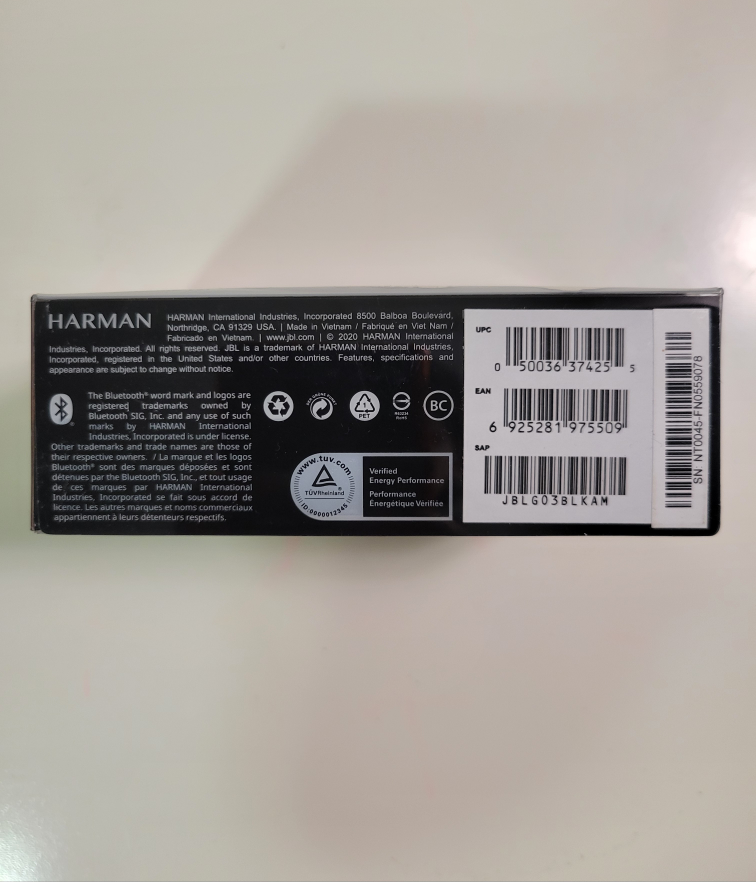 HARMAN
HARMAN International Industries, Incorporated 8500 Balboa Boulevard,
Northridge, CA 91329 USA. | Made in Vietnam / Fabriqué en Viet Nam /
Fabricado en Vietnam. | www.jbl.com | © 2020 HARMAN International
Industries, Incorporated. All rights reserved. JBL is a trademark of HARMAN International Industries,
Incorporated, registered in the United States and/or other countries. Features, specifications and
appearance are subject to change without notice.
The Bluetooth® word mark and logos are
registered trademarks owned by
Bluetooth SIG, Inc. and any use of such
marks by HARMAN International
Industries, Incorporated is under license.
Other trademarks and trade names are those of
their respective owners. / La marque et les logos
Bluetooth® sont des marques déposées et sont
détenues par the Bluetooth SIG, Inc., et tout usage
de ces marques par HARMAN International
Industries, Incorporated se fait sous accord de
licence. Les autres marques et noms commerciaux
appartiennent à leurs détenteurs respectifs.
1
PET
RoHS
BC
www.tuv.com
TÜVRheinland
ID 0000012345
Verified
Energy Performance
Performance
Énergétique Vérifiée
UPC
0 50036 37425 5
EAN
6 925281 975509
SAP
JBLGO3BLKAM
SN NT0045-FN0559078